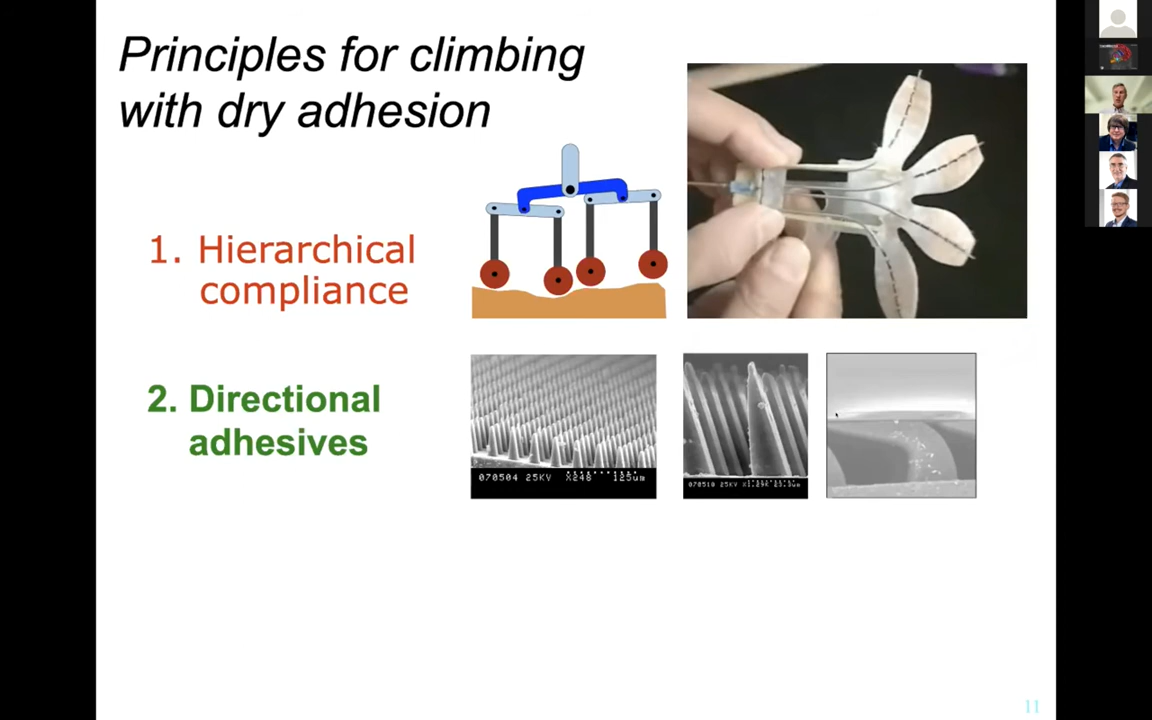 Principles for climbing
with dry adhesion
1. Hierarchical
compliance
2. Directional
adhesives
070504 25KV X248 125um
070510 25KV
11